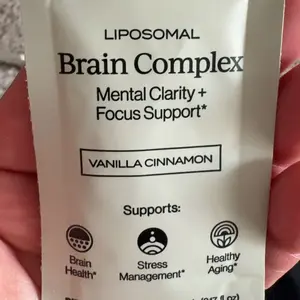 LIPOSOMAL
Brain Complex
Mental Clarity +
Focus Support*
VANILLA CINNAMON
Supports:
Brain
Health*
Stress
Management*
Healthy
Aging*